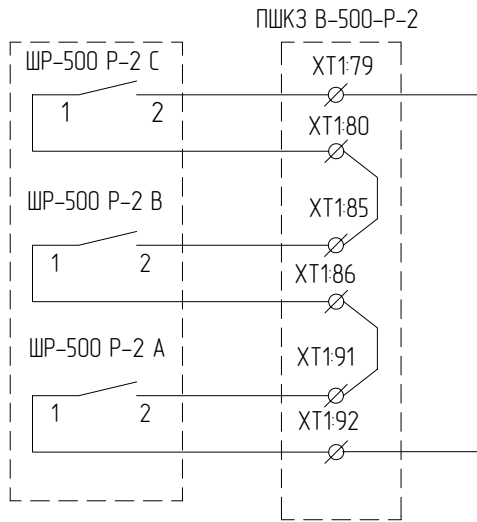 ПШКЗ В-500-Р-2
ШР-500 Р-2 С
ХТ1:79
1 2
ХТ1:80
ШР-500 Р-2 В
ХТ1:85
1 2
ХТ1:86
ШР-500 Р-2 А
ХТ1:91
1 2
ХТ1:92